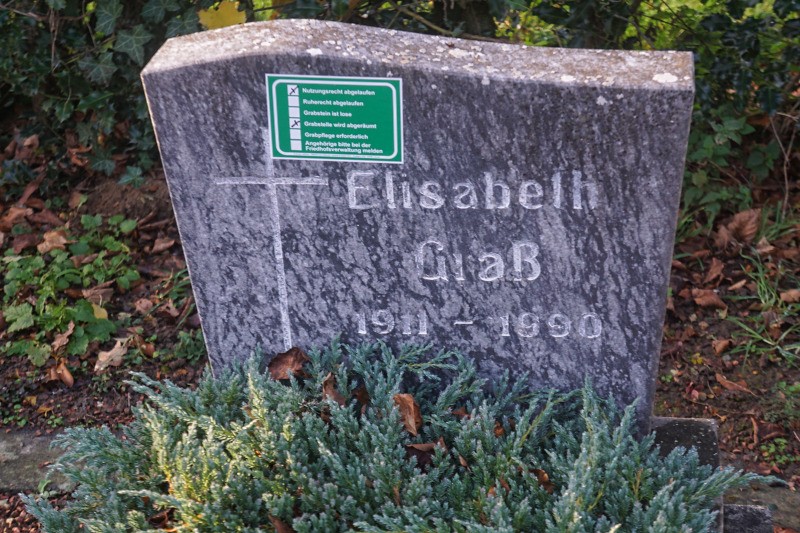 Nutzungsrecht abgelaufen
Ruherecht abgelaufen
Grabstein ist lose
Grabstelle wird abgeräumt
Grabpflege erforderlich
Angehörige bitte bei der
Friedhofsverwaltung melden
Elisabeth
Graß
1911 - 1990